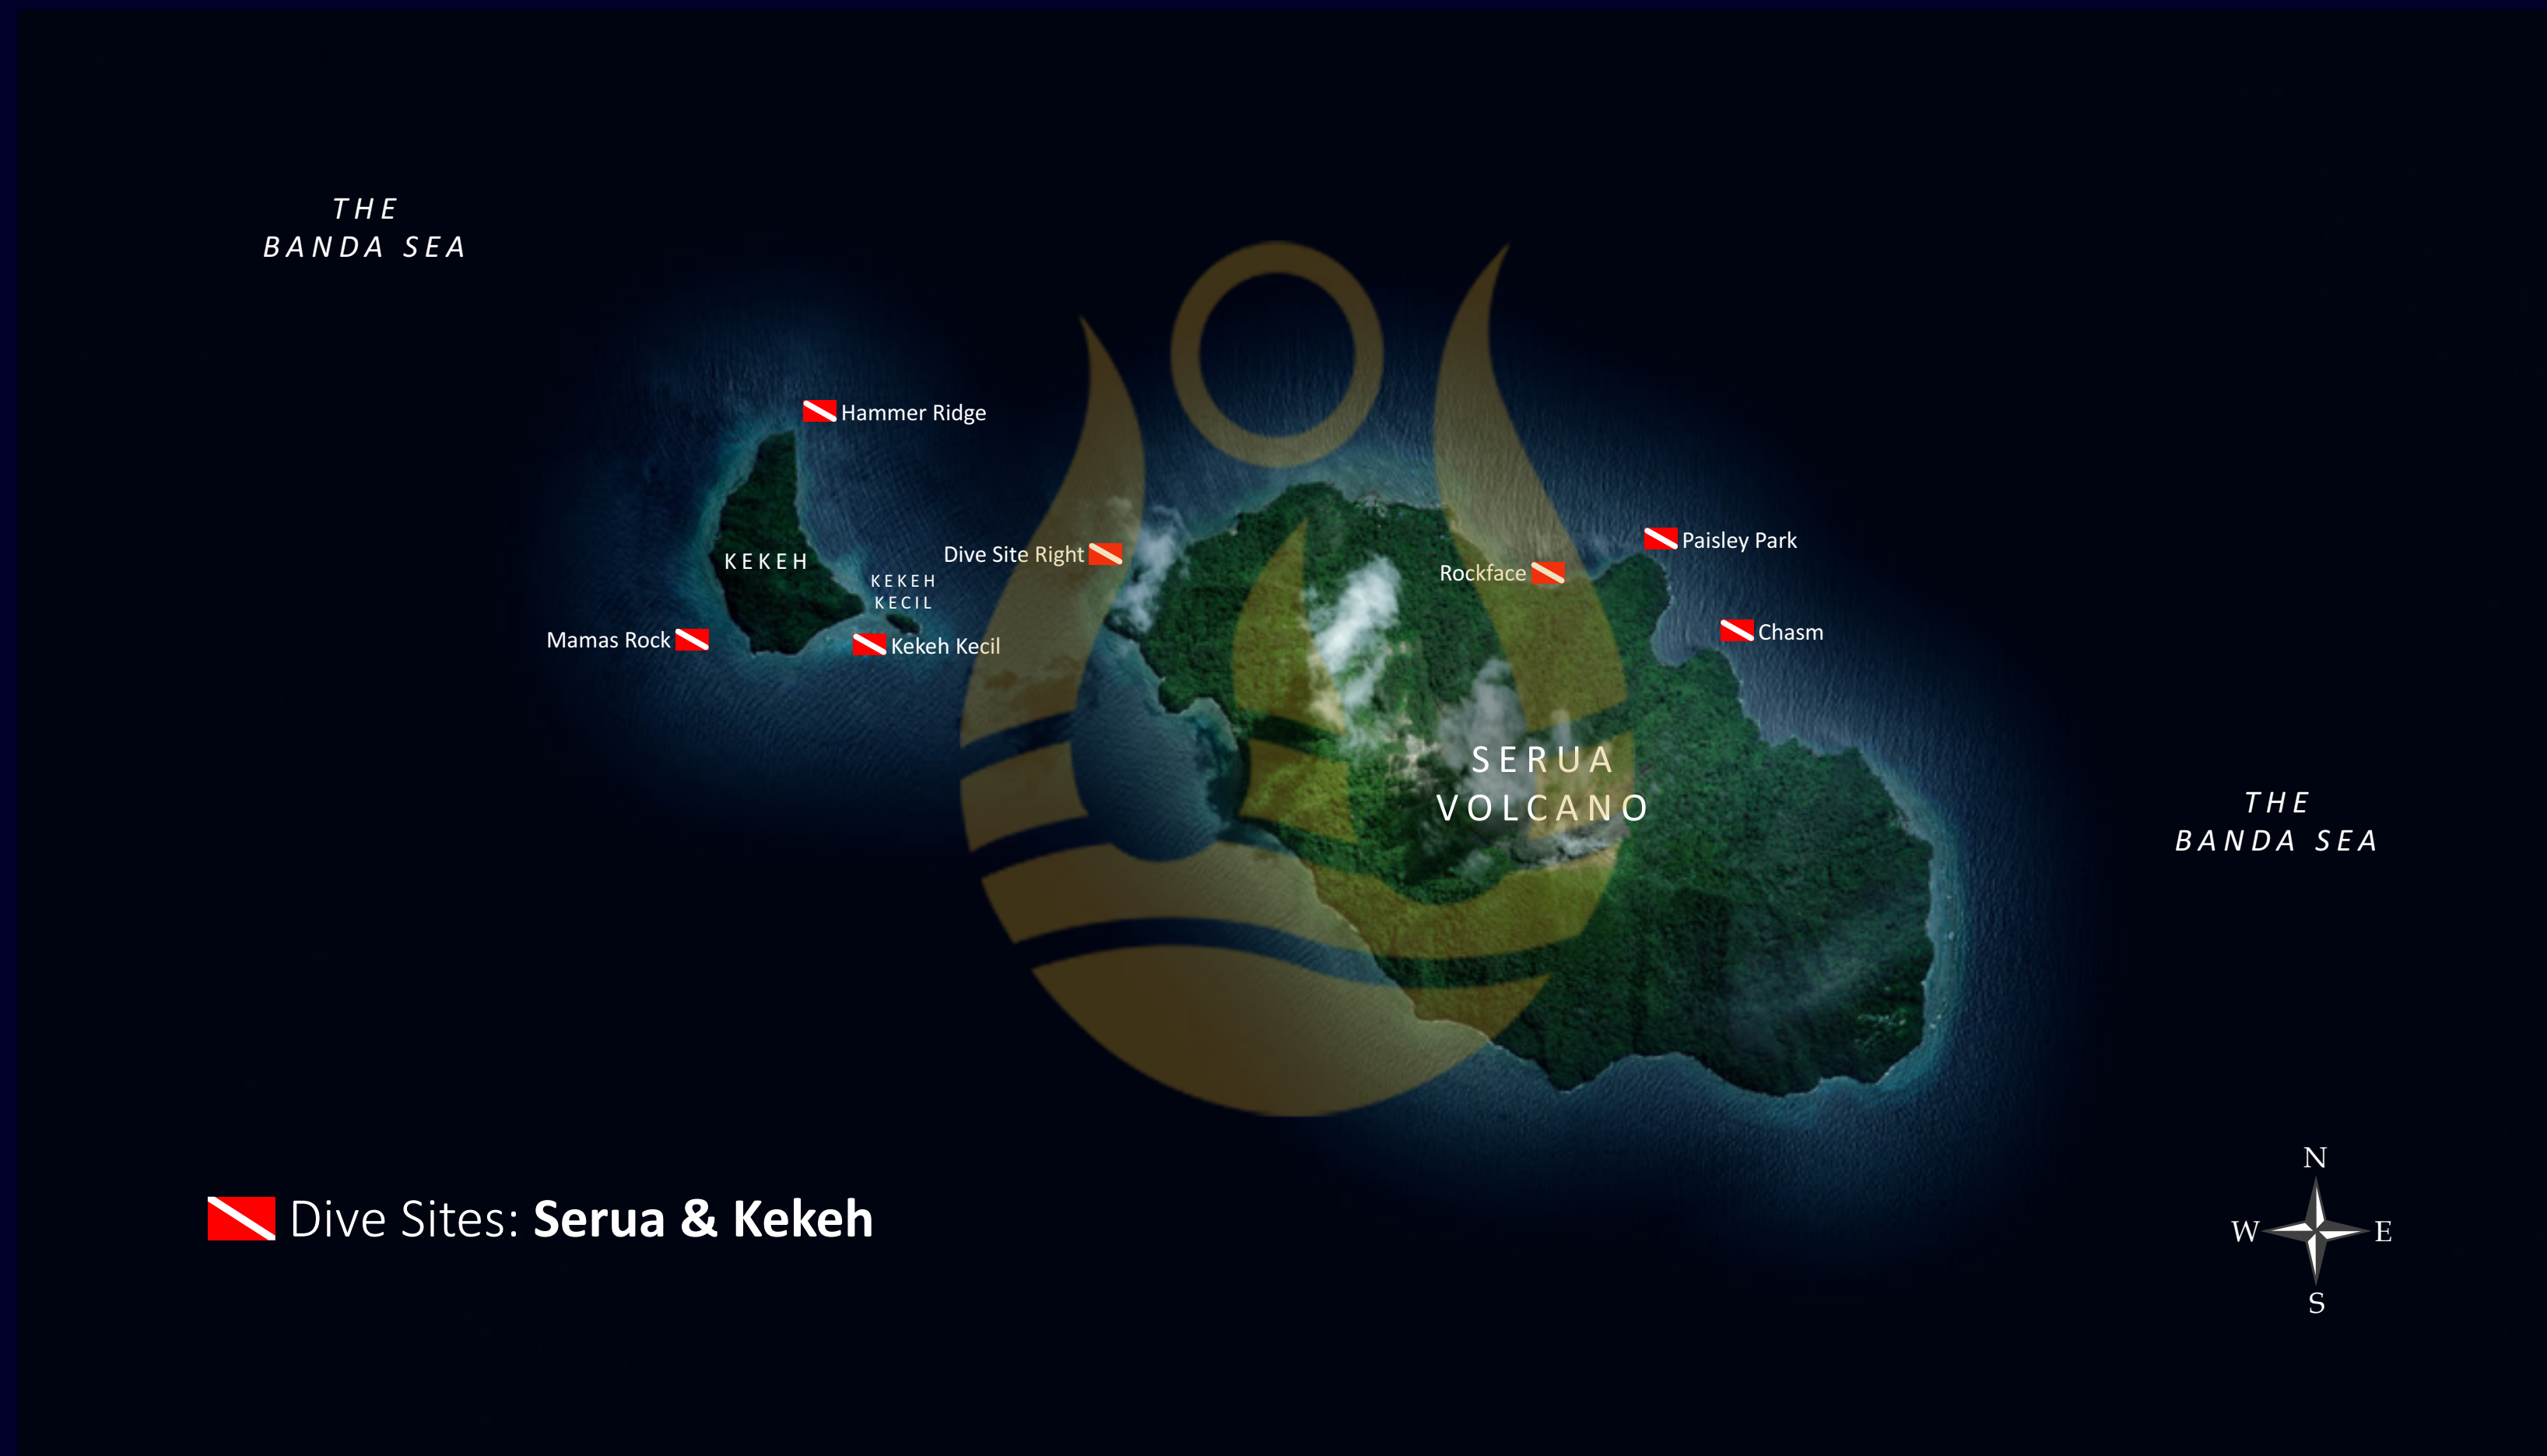 THE
BANDA SEA
Hammer Ridge
Paisley Park
Dive Site Right
KEKEH
Rockface
KEKEH
KECIL
Chasm
Mamas Rock
Kekeh Kecil
SERUA
VOLCANO
THE
BANDA SEA
N
Dive Sites: Serua & Kekeh
W
E
S